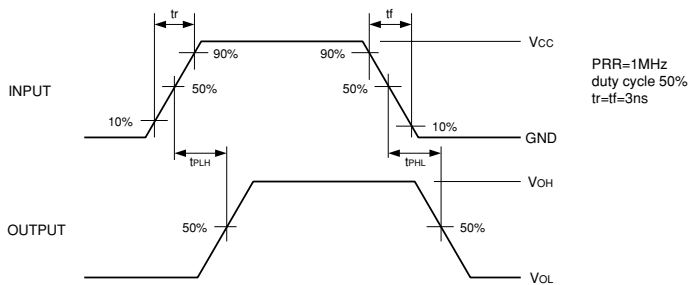 tr
tf
Vcc
90%
90%
PRR=1MHz
duty cycle 50%
tr=tf=3ns
INPUT
50%
50%
10%
10%
GND
tPLH
tPHL
VOH
OUTPUT
50%
50%
VOL